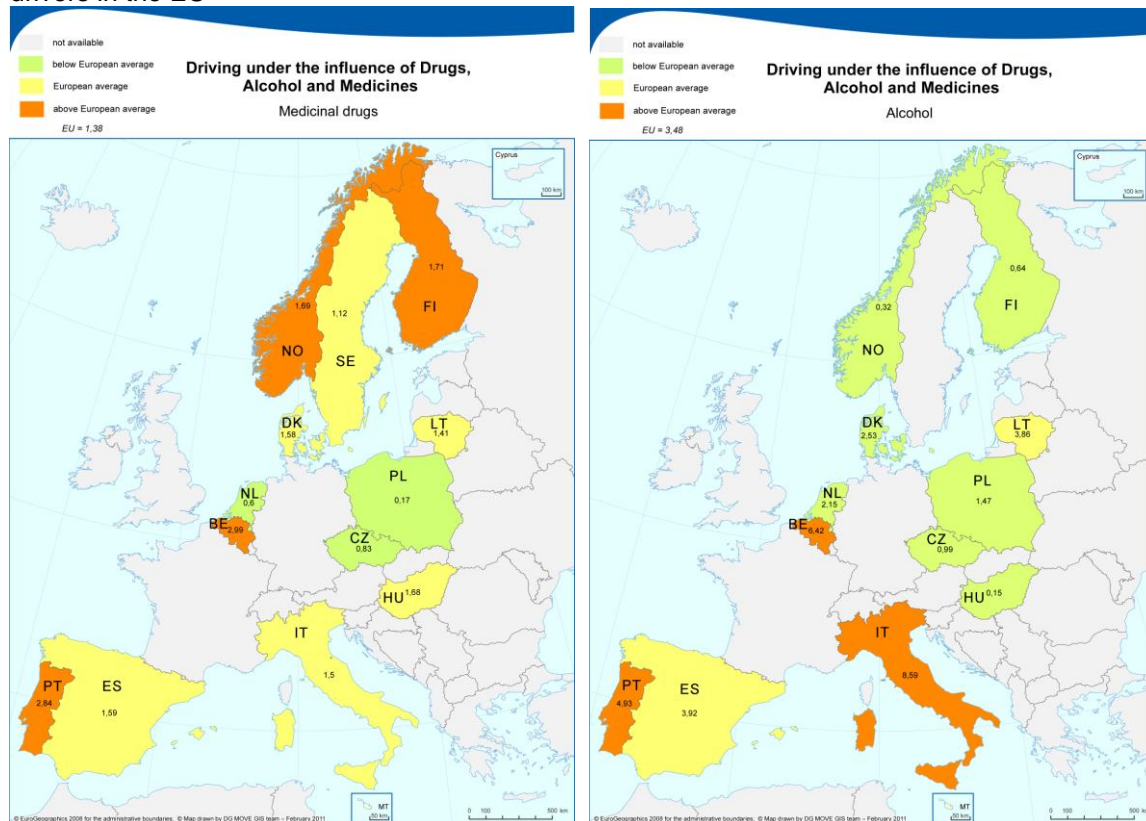 not available
below European average
European average
above European average
EU = 1,38
Driving under the influence of Drugs,
Alcohol and Medicines
Medicinal drugs
Cyprus
100 km
1,71
FI
1,69
NO
1,12
SE
DK
1,58
LT
1,41
PL
0,17
NL
0,6
BE
2,99
CZ
0,83
HU
1,68
IT
1,5
PT
2,84
ES
1,59
MT
50 km
0 100 500 km
© EuroGeographics 2008 for the administrative boundaries; © Map drawn by DG MOVE GIS team – February 2011
not available
below European average
European average
above European average
EU = 3,48
Driving under the influence of Drugs,
Alcohol and Medicines
Alcohol
Cyprus
100 km
0,64
FI
0,32
NO
DK
2,53
LT
3,86
PL
1,47
NL
2,15
BE
6,42
CZ
0,99
HU
0,15
IT
8,59
PT
4,93
ES
3,92
MT
50 km
0 100 500 km
© EuroGeographics 2008 for the administrative boundaries; © Map drawn by DG MOVE GIS team – February 2011